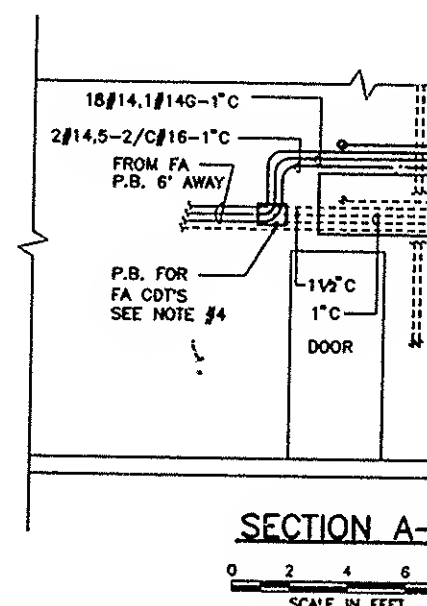 18#14,1#14G-1"C
2#14,5-2/C#16-1"C
FROM FA
P.B. 6' AWAY
P.B. FOR
FA CDT'S
SEE NOTE #4
1½"C
1"C
DOOR
SECTION A-
0 2 4 6
SCALE IN FEET